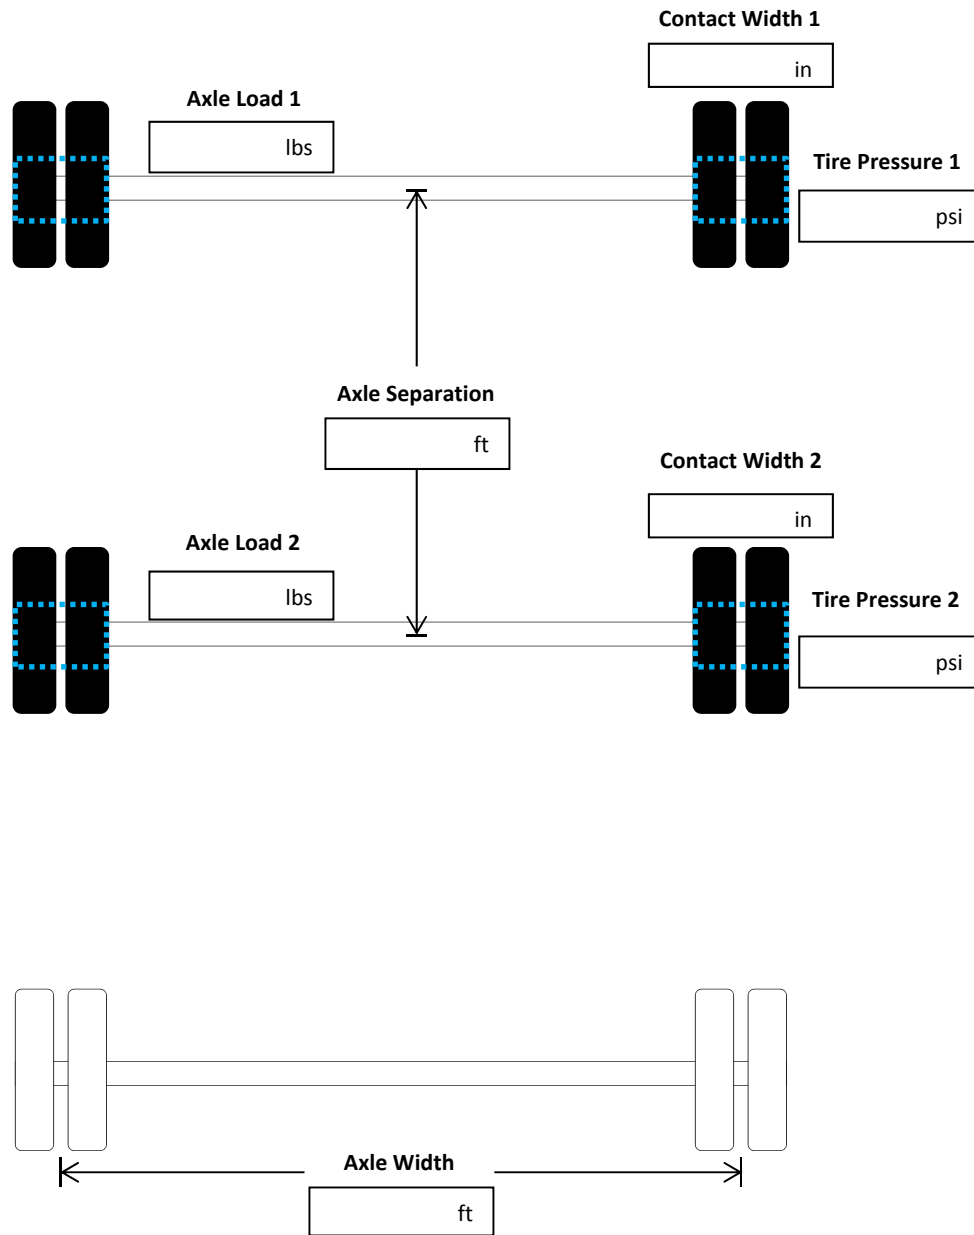 Contact Width 1
in
Axle Load 1
lbs
Tire Pressure 1
psi
Axle Separation
ft
Contact Width 2
in
Axle Load 2
lbs
Tire Pressure 2
psi
Axle Width
ft